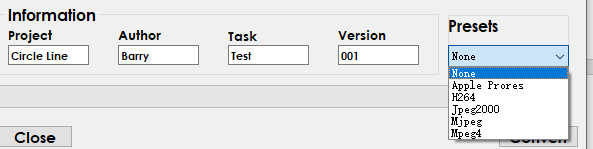 Information
Presets
Project Author Task Version
Circle Line Barry Test 001
None
None
Apple Prores
H264
Jpeg2000
Mjpeg
Mpeg4
Close